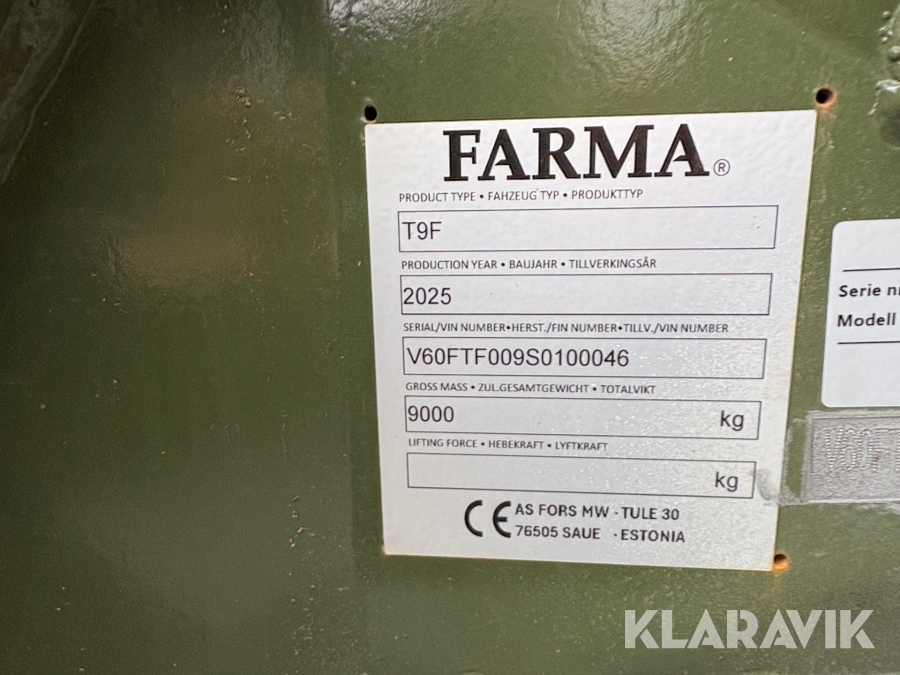 FARMA®
PRODUCT TYPE • FAHZEUG TYP • PRODUKTTYP
T9F
PRODUCTION YEAR • BAUJAHR • TILLVERKINGSÅR
2025
SERIAL/VIN NUMBER•HERST./FIN NUMBER•TILLV./VIN NUMBER
V60FTF009S0100046
GROSS MASS • ZUL.GESAMTGEWICHT • TOTALVIKT
9000 kg
LIFTING FORCE • HEBEKRAFT • LYFTKRAFT
kg
CE AS FORS MW · TULE 30
76505 SAUE · ESTONIA
Serie nr
Modell
V60F
KLARAVIK